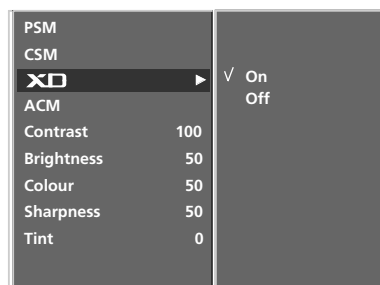 PSM
CSM
XD
ACM
Contrast 100
Brightness 50
Colour 50
Sharpness 50
Tint 0
√ On
Off